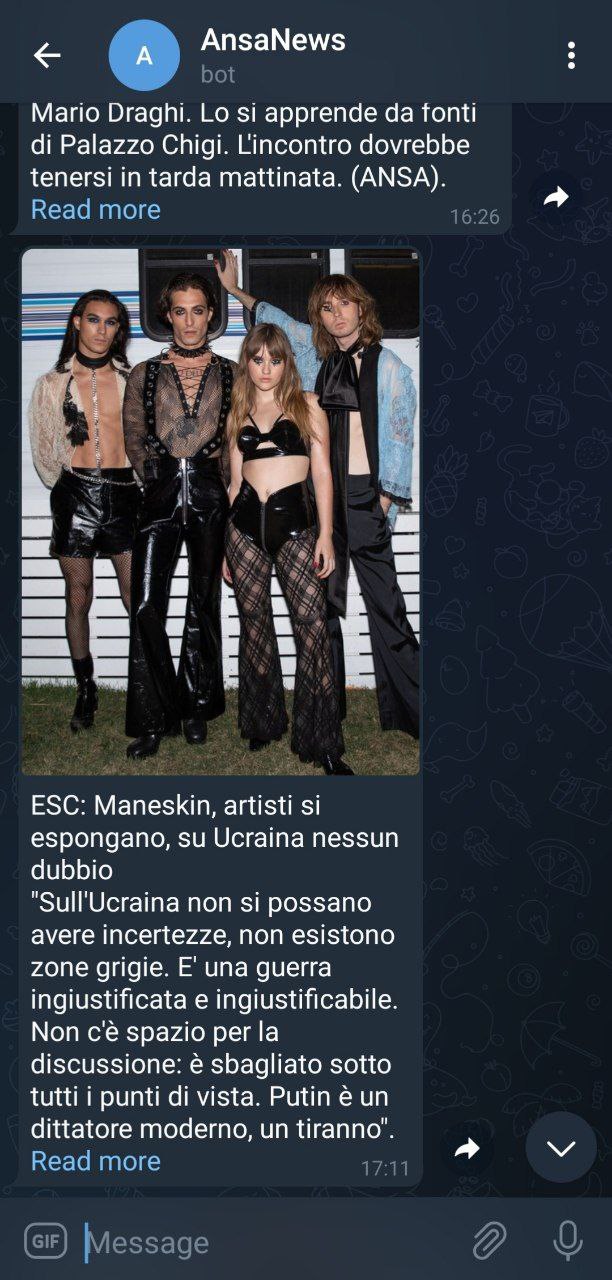 A
AnsaNews
bot
Mario Draghi. Lo si apprende da fonti
di Palazzo Chigi. L'incontro dovrebbe
tenersi in tarda mattinata. (ANSA).
Read more
16:26
ESC: Maneskin, artisti si
espongano, su Ucraina nessun
dubbio
"Sull'Ucraina non si possano
avere incertezze, non esistono
zone grigie. E' una guerra
ingiustificata e ingiustificabile.
Non c'è spazio per la
discussione: è sbagliato sotto
tutti i punti di vista. Putin è un
dittatore moderno, un tiranno".
Read more
17:11
GIF
Message